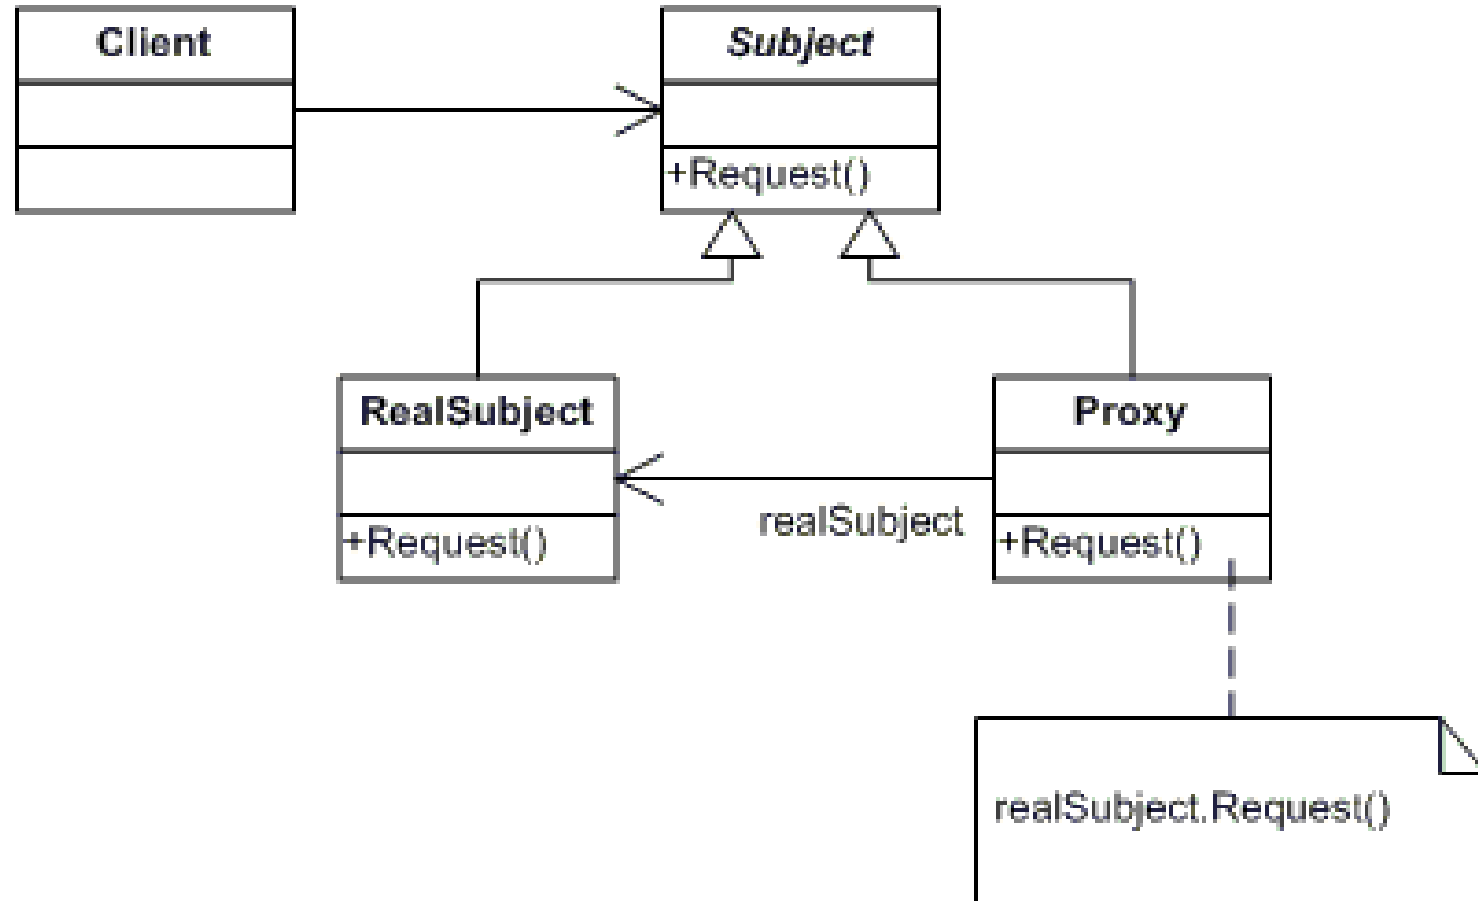 Client
Subject
+Request()
RealSubject
Proxy
realSubject
+Request()
+Request()
realSubject.Request()